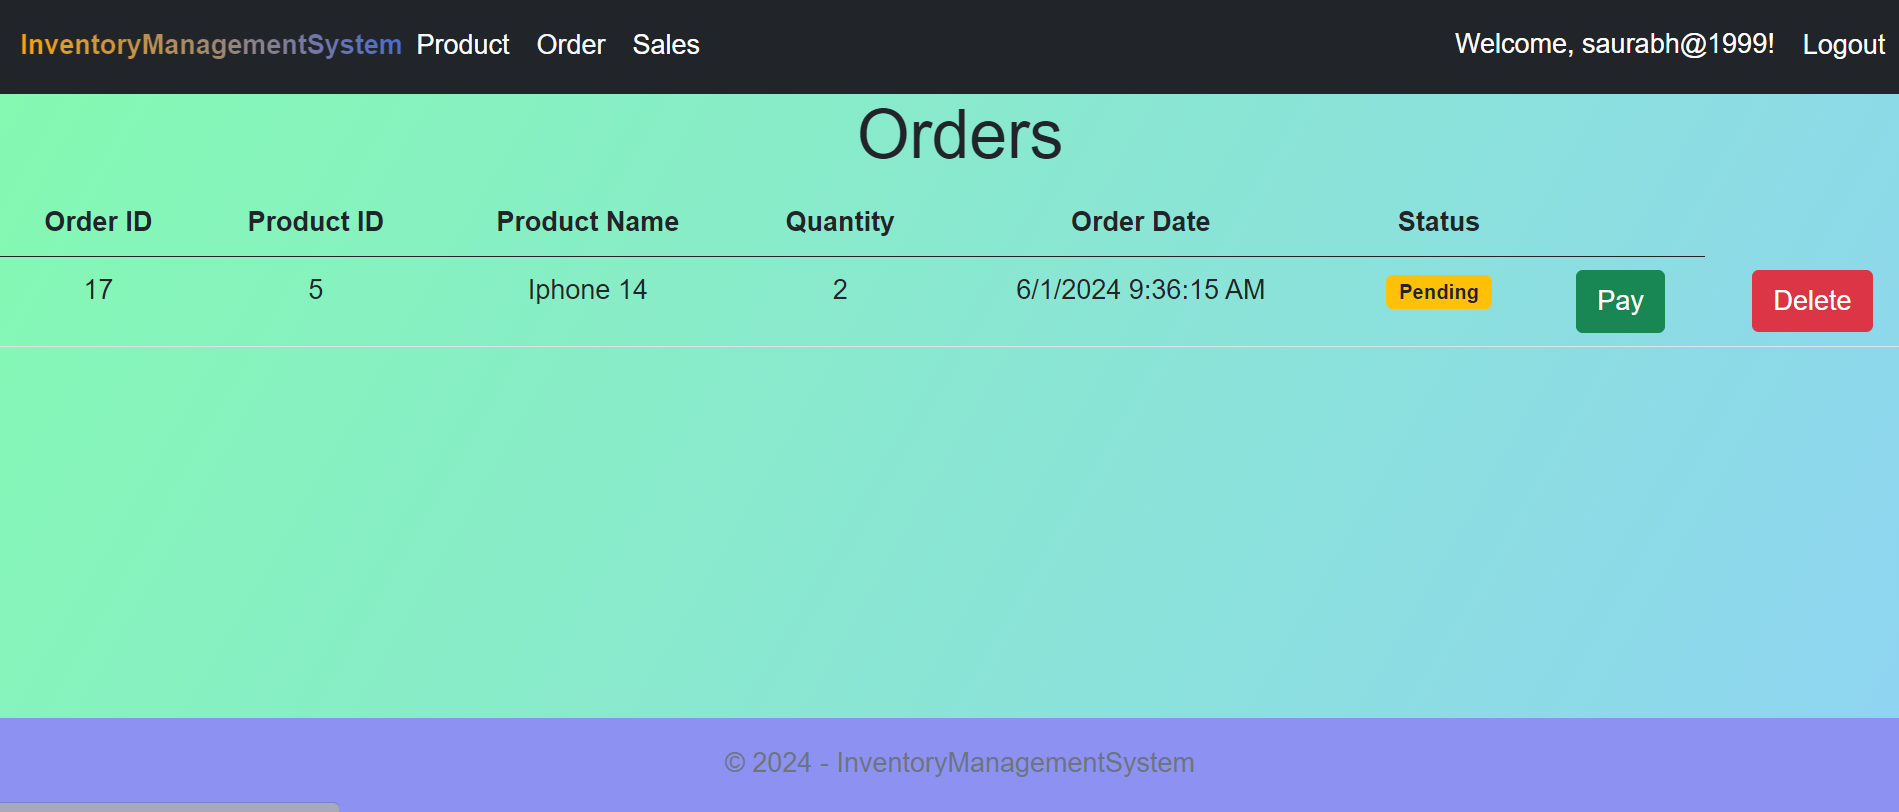 InventoryManagementSystem Product Order Sales Welcome, saurabh@1999! Logout
Orders
Order ID Product ID Product Name Quantity Order Date Status
17 5 Iphone 14 2 6/1/2024 9:36:15 AM Pending Pay Delete
© 2024 - InventoryManagementSystem